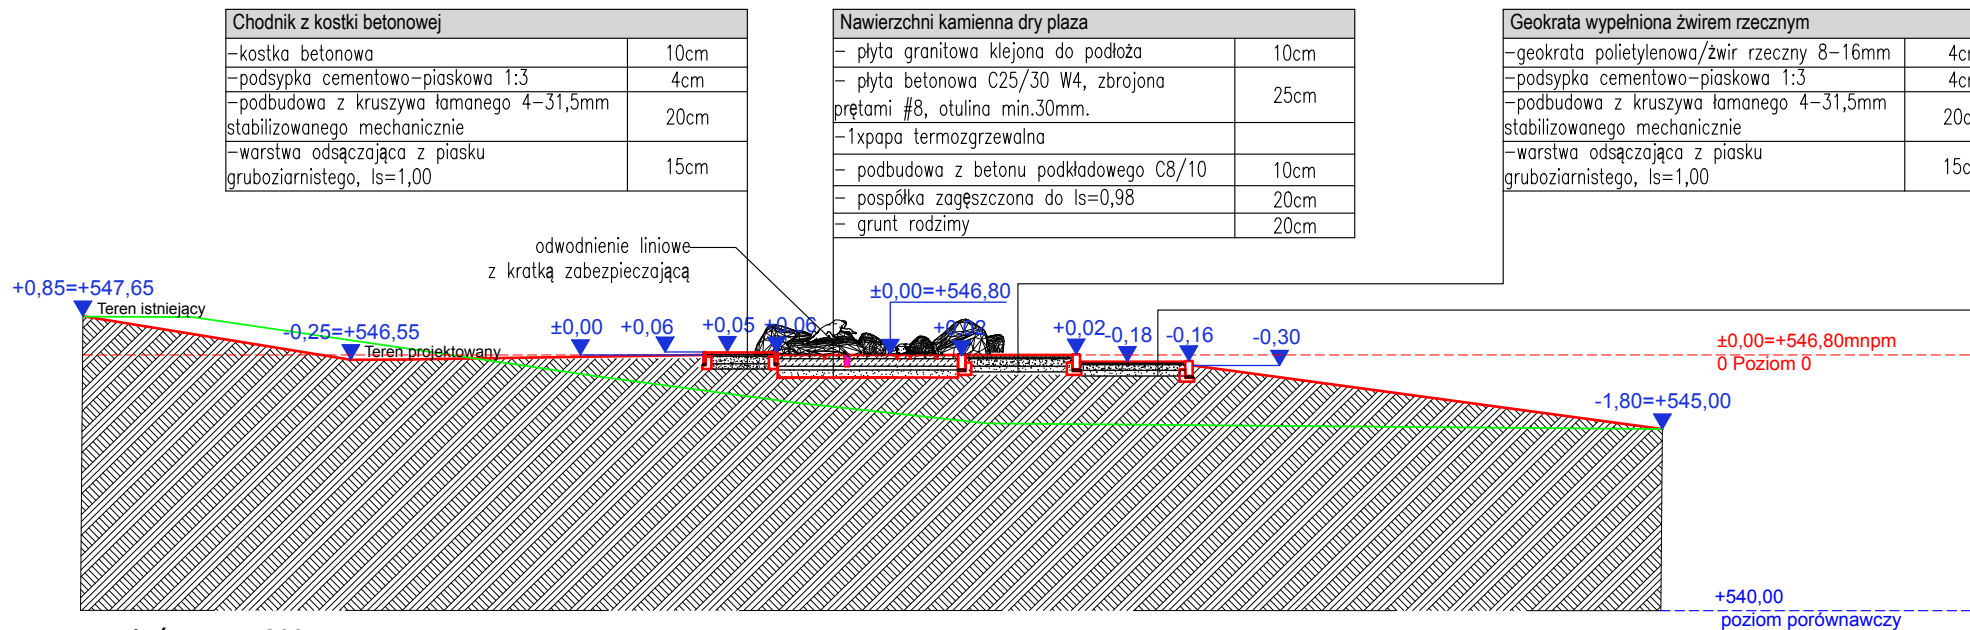 Chodnik z kostki betonowej
-kostka betonowa 10cm
-podsypka cementowo-piaskowa 1:3 4cm
-podbudowa z kruszywa łamanego 4-31,5mm
stabilizowanego mechanicznie 20cm
-warstwa odsączająca z piasku
gruboziarnistego, Is=1,00 15cm
Nawierzchni kamienna dry plaza
- płyta granitowa klejona do podłoża 10cm
- płyta betonowa C25/30 W4, zbrojona
prętami #8, otulina min.30mm. 25cm
-1xpapa termozgrzewalna
- podbudowa z betonu podkładowego C8/10 10cm
- pospółka zagęszczona do Is=0,98 20cm
- grunt rodzimy 20cm
Geokrata wypełniona żwirem rzecznym
-geokrata polietylenowa/żwir rzeczny 8-16mm 4c
-podsypka cementowo-piaskowa 1:3 4c
-podbudowa z kruszywa łamanego 4-31,5mm
stabilizowanego mechanicznie 20c
-warstwa odsączająca z piasku
gruboziarnistego, Is=1,00 15c
odwodnienie liniowe
z kratką zabezpieczającą
+0,85=+547,65
Teren istniejący
-0,25=+546,55
Teren projektowany
±0,00
+0,06
+0,05
+0,06
±0,00=+546,80
+0,02
-0,18
-0,16
-0,30
±0,00=+546,80mnpm
0 Poziom 0
-1,80=+545,00
+540,00
poziom porównawczy